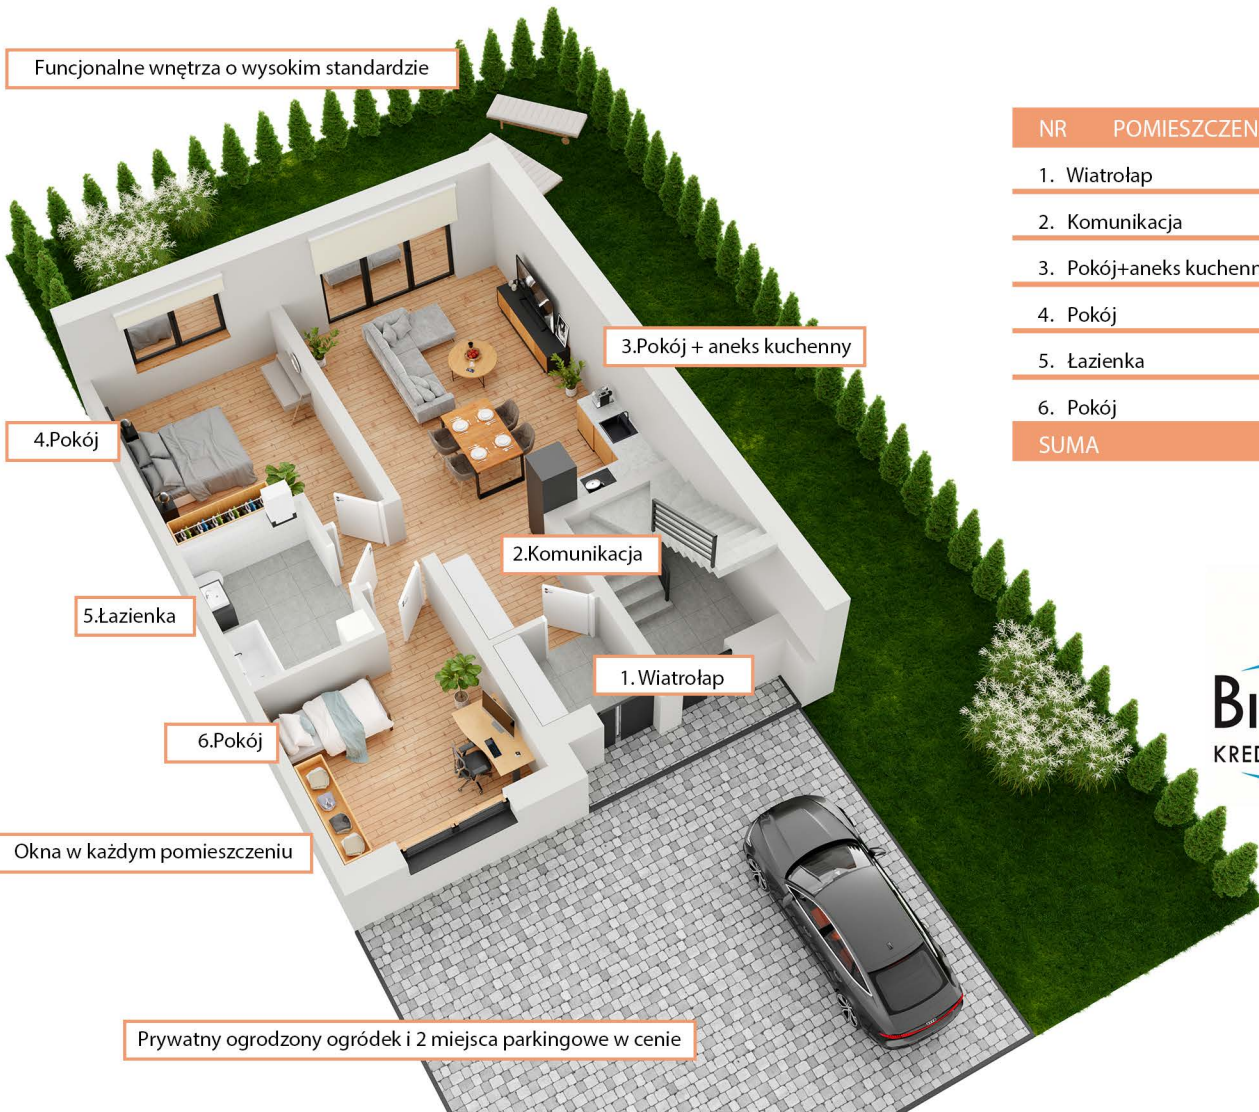 Funcjonalne wnętrza o wysokim standardzie
NR POMIESZCZEN
1. Wiatrołap
2. Komunikacja
3. Pokój+aneks kuchenn
4. Pokój
5. Łazienka
6. Pokój
SUMA
3.Pokój + aneks kuchenny
4.Pokój
2.Komunikacja
5.Łazienka
1. Wiatrołap
6.Pokój
Okna w każdym pomieszczeniu
Prywatny ogrodzony ogródek i 2 miejsca parkingowe w cenie